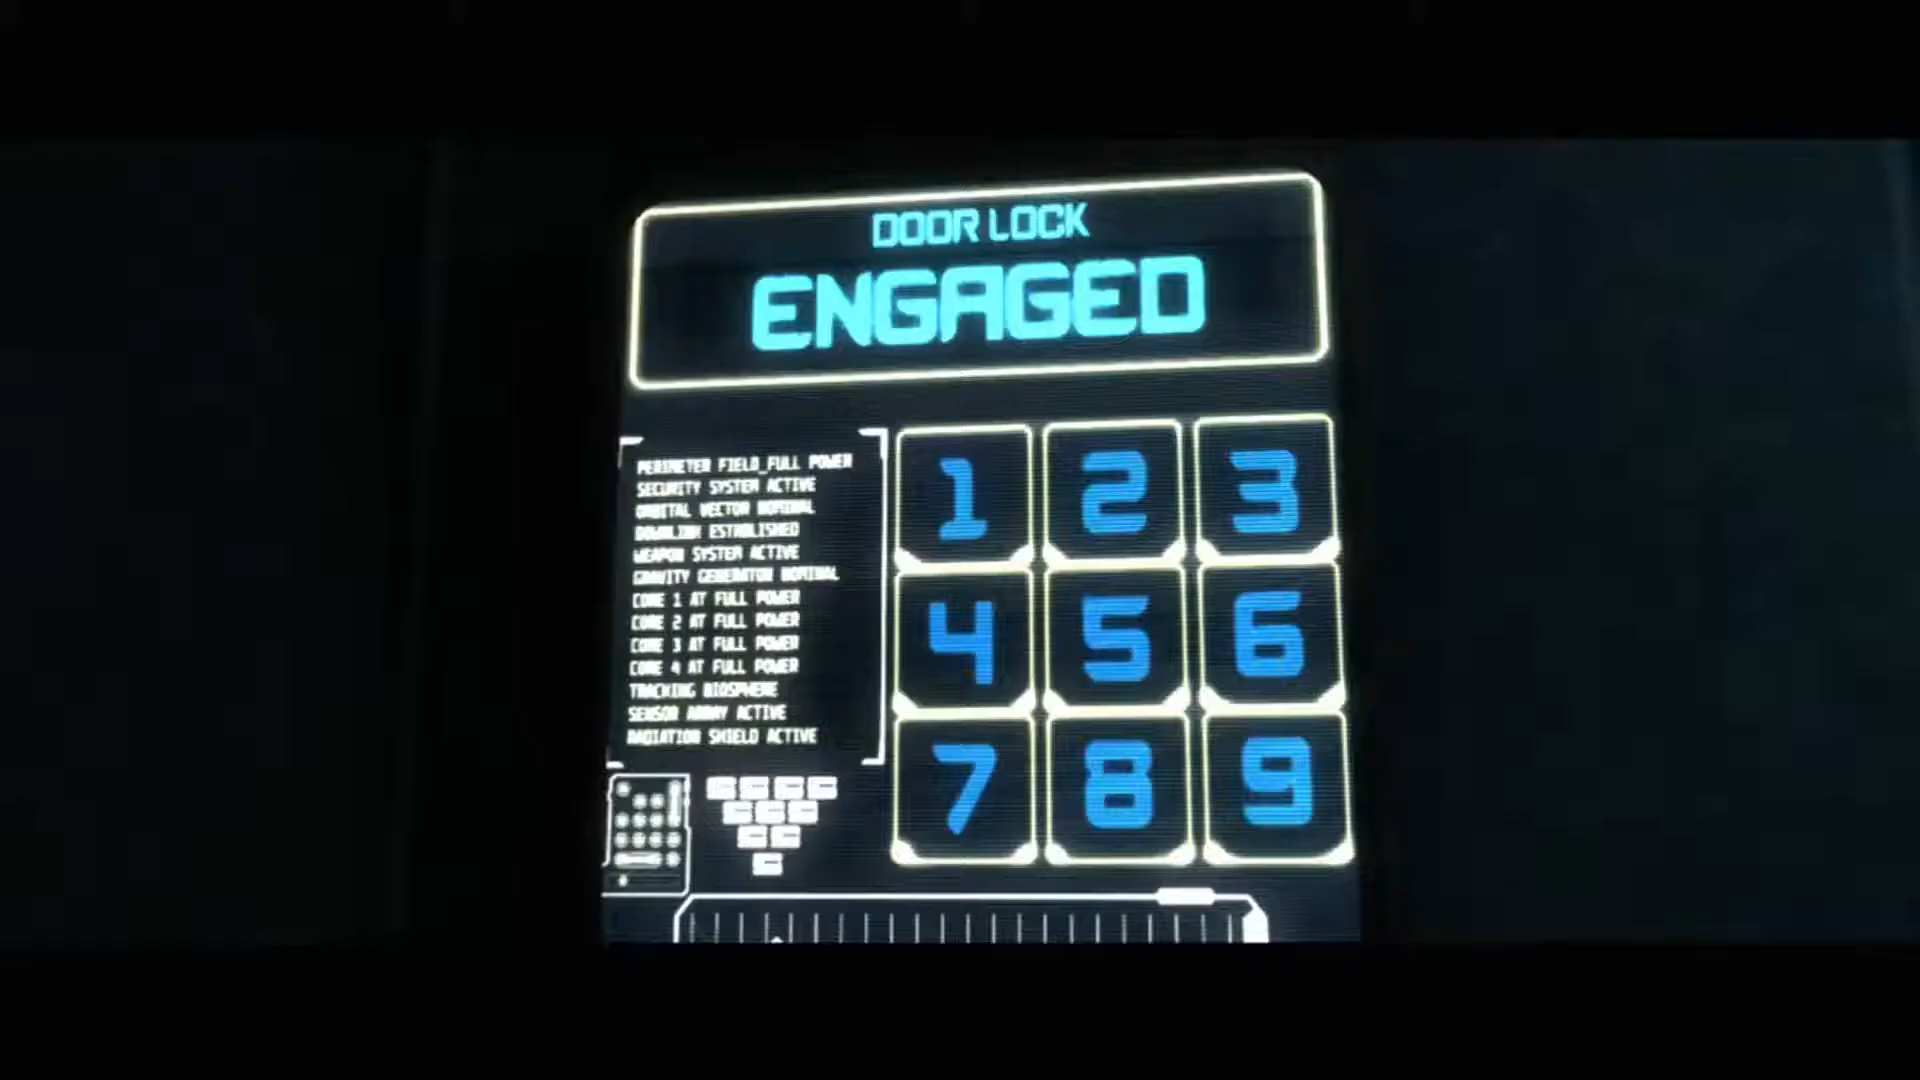 DOOR LOCK
ENGAGED
PERIMETER FIELD_FULL POWER
SECURITY SYSTEM ACTIVE
ORBITAL VECTOR NOMINAL
DOWNLINK ESTABLISHED
WEAPON SYSTEM ACTIVE
GRAVITY GENERATOR NOMINAL
CORE 1 AT FULL POWER
CORE 2 AT FULL POWER
CORE 3 AT FULL POWER
CORE 4 AT FULL POWER
TRACKING BIOSPHERE
SENSOR ARRAY ACTIVE
RADIATION SHIELD ACTIVE
1 2 3
4 5 6
7 8 9